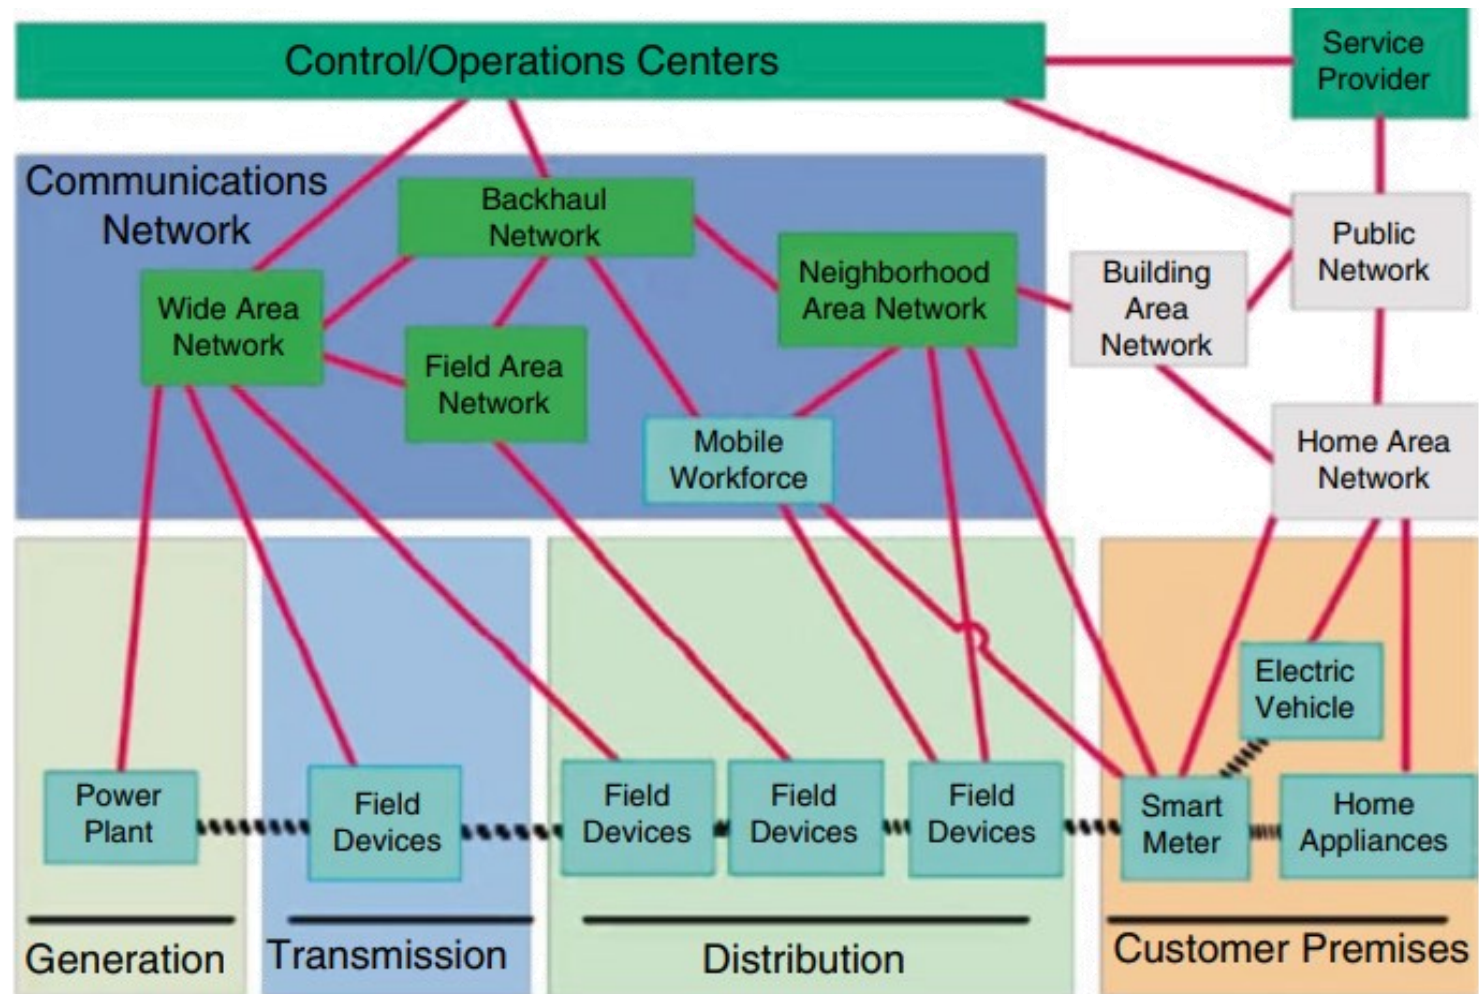 Control/Operations Centers
Service
Provider
Communications
Network
Backhaul
Network
Public
Network
Neighborhood
Area Network
Building
Area
Network
Wide Area
Network
Field Area
Network
Mobile
Workforce
Home Area
Network
Electric
Vehicle
Power
Plant
Field
Devices
Field
Devices
Field
Devices
Field
Devices
Smart
Meter
Home
Appliances
Generation
Transmission
Distribution
Customer Premises